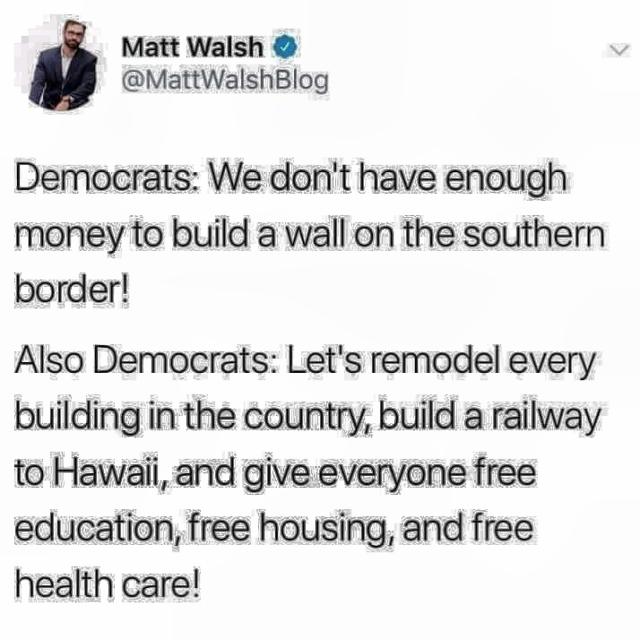 Matt Walsh
@MattWalshBlog
Democrats: We don't have enough
money to build a wall on the southern
border!
Also Democrats: Let's remodel every
building in the country, build a railway
to Hawaii, and give everyone free
education, free housing, and free
health care!